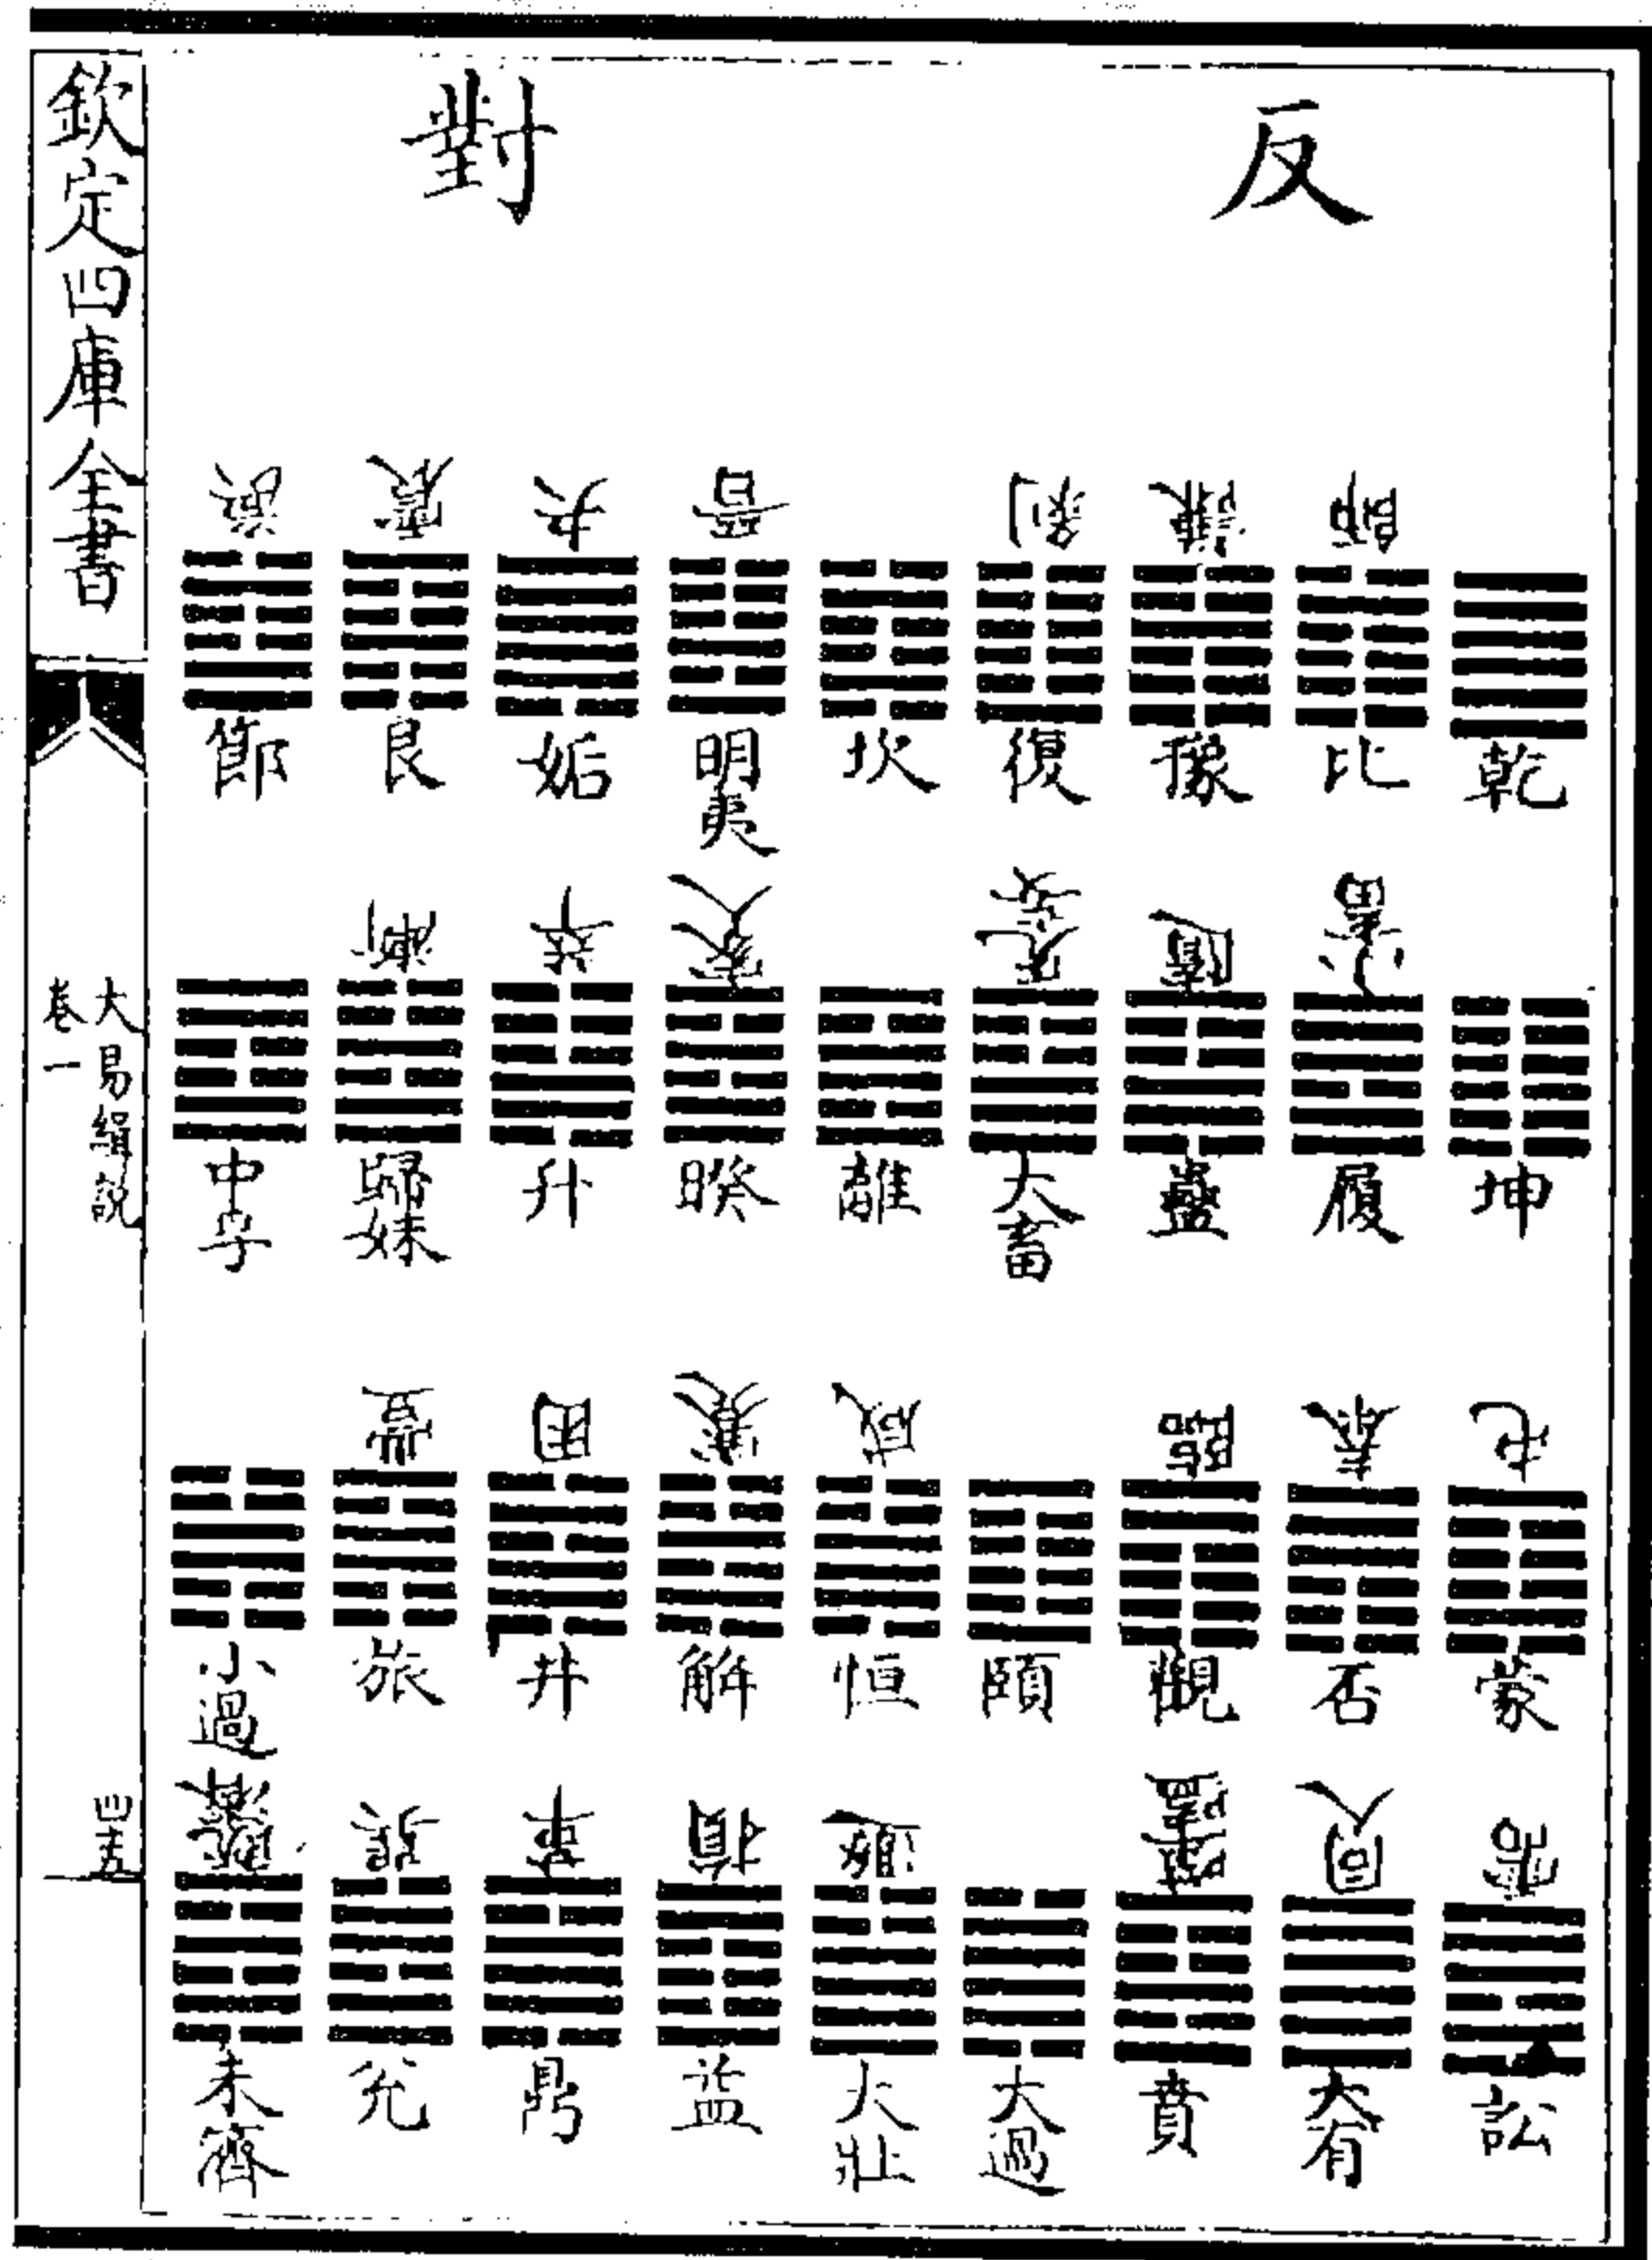 反對
乾
坤
屯
蒙
需
訟
師
比
小畜
履
泰
否
同人
大有
謙
豫
隨
蠱
臨
觀
噬嗑
賁
剝
復
无妄
大畜
頤
大過
坎
離
咸
恒
遯
大壯
晉
明夷
家人
睽
蹇
解
損
益
夬
姤
萃
升
困
井
革
鼎
震
艮
漸
歸妹
豐
旅
巽
兌
渙
節
中孚
小過
既濟
未濟
欽定四庫全書
大易緝說
卷一
四十五